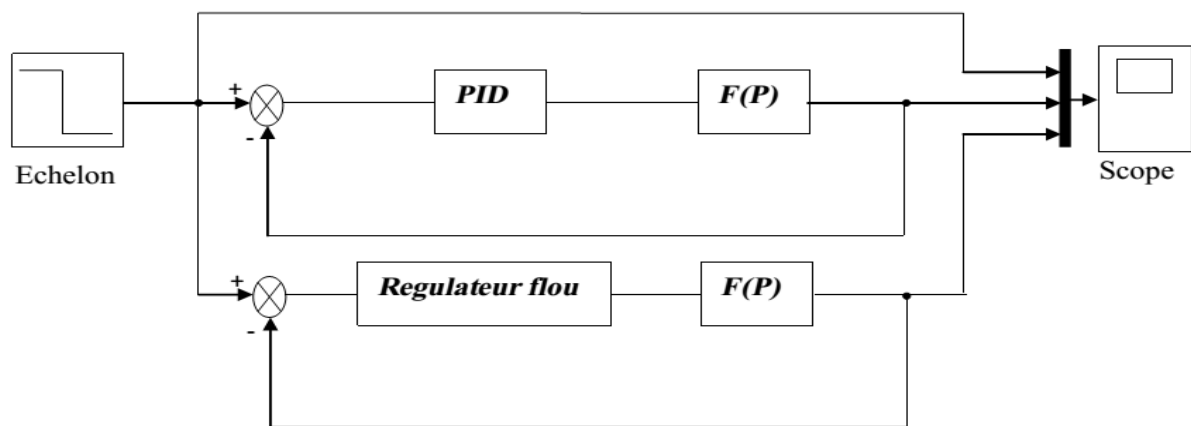 +
PID
F(P)
-
Echelon
Scope
+
Regulateur flou
F(P)
-